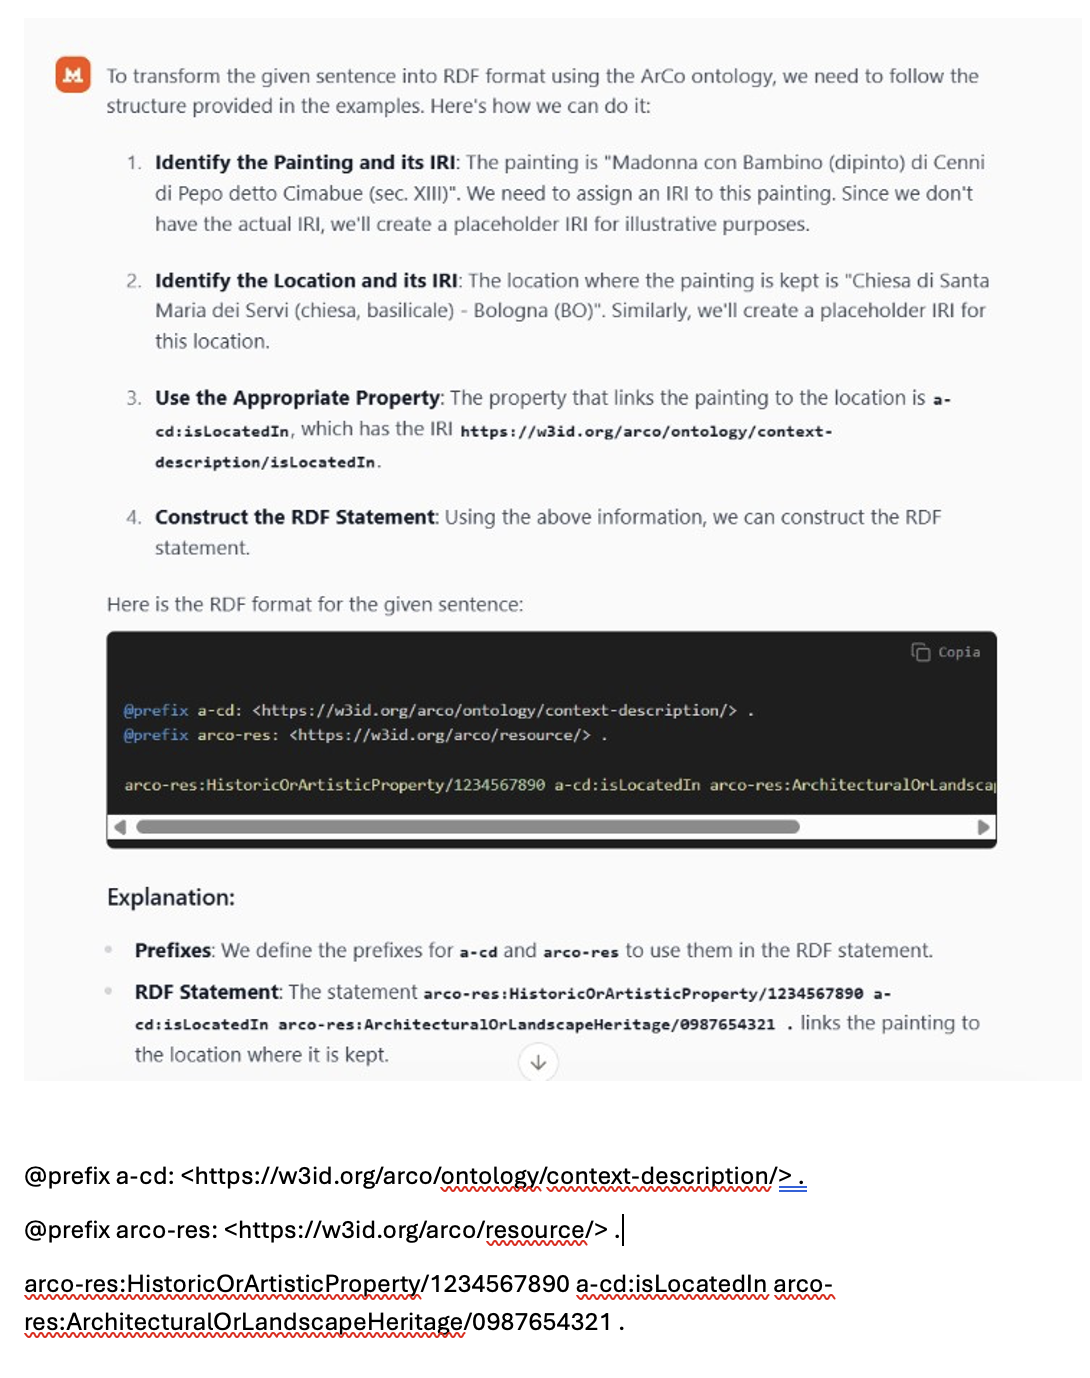 To transform the given sentence into RDF format using the ArCo ontology, we need to follow the
structure provided in the examples. Here's how we can do it:
1. Identify the Painting and its IRI: The painting is "Madonna con Bambino (dipinto) di Cenni
di Pepo detto Cimabue (sec. XIII)". We need to assign an IRI to this painting. Since we don't
have the actual IRI, we'll create a placeholder IRI for illustrative purposes.
2. Identify the Location and its IRI: The location where the painting is kept is "Chiesa di Santa
Maria dei Servi (chiesa, basilicale) - Bologna (BO)". Similarly, we'll create a placeholder IRI for
this location.
3. Use the Appropriate Property: The property that links the painting to the location is a-
cd:isLocatedIn, which has the IRI https://w3id.org/arco/ontology/context-
description/isLocatedIn.
4. Construct the RDF Statement: Using the above information, we can construct the RDF
statement.
Here is the RDF format for the given sentence:
Copia
@prefix a-cd: <https://w3id.org/arco/ontology/context-description/> .
@prefix arco-res: <https://w3id.org/arco/resource/> .
arco-res:HistoricOrArtisticProperty/1234567890 a-cd:isLocatedIn arco-res:ArchitecturalOrLandsca
Explanation:
Prefixes: We define the prefixes for a-cd and arco-res to use them in the RDF statement.
RDF Statement: The statement arco-res:HistoricOrArtisticProperty/1234567890 a-
cd:isLocatedIn arco-res:ArchitecturalOrLandscapeHeritage/0987654321 . links the painting to
the location where it is kept.
@prefix a-cd: <https://w3id.org/arco/ontology/context-description/> .
@prefix arco-res: <https://w3id.org/arco/resource/> .
arco-res:HistoricOrArtisticProperty/1234567890 a-cd:isLocatedIn arco-
res:ArchitecturalOrLandscapeHeritage/0987654321 .